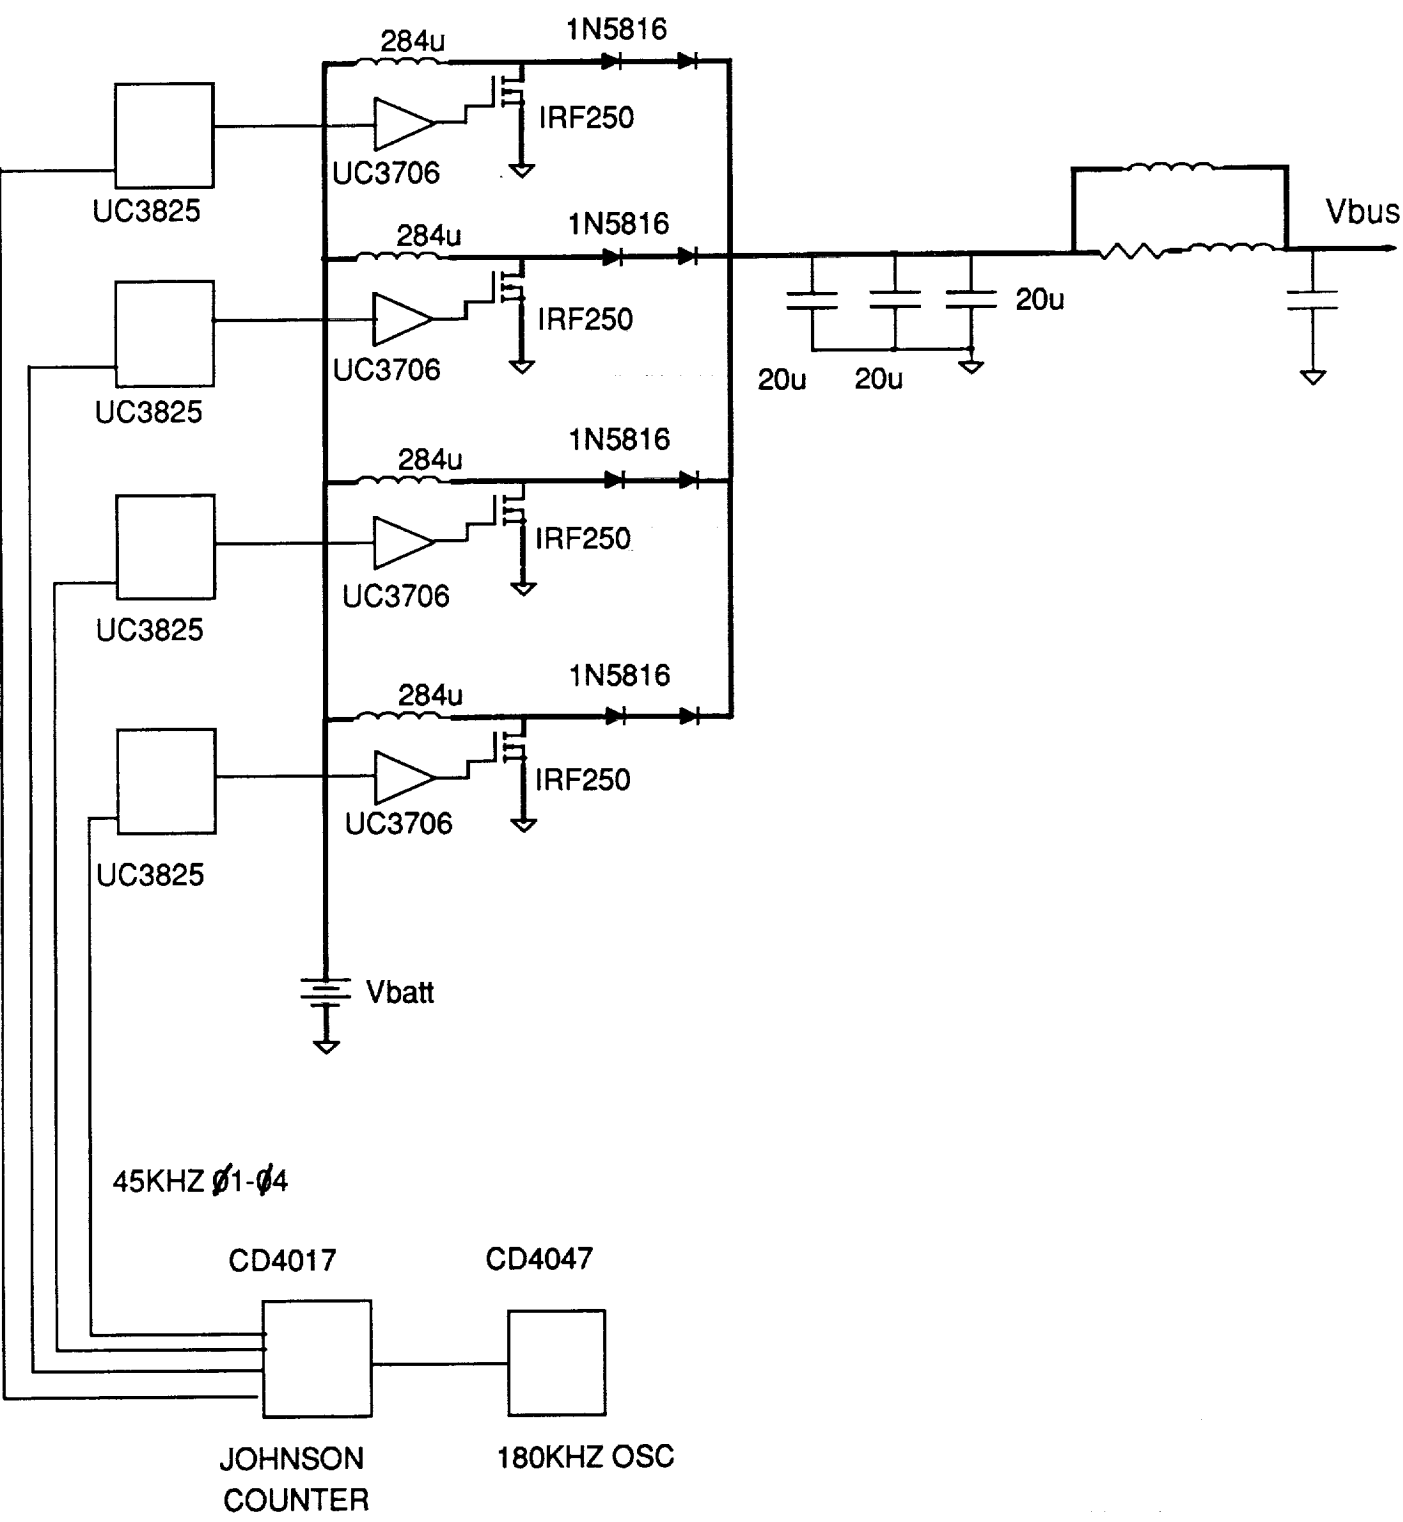 1N5816
284u
IRF250
UC3706
UC3825
1N5816
284u
Vbus
IRF250
20u
UC3706
20u 20u
UC3825
1N5816
284u
IRF250
UC3706
UC3825
1N5816
284u
IRF250
UC3706
UC3825
Vbatt
45KHZ Ø1-Ø4
CD4017
CD4047
JOHNSON
COUNTER
180KHZ OSC